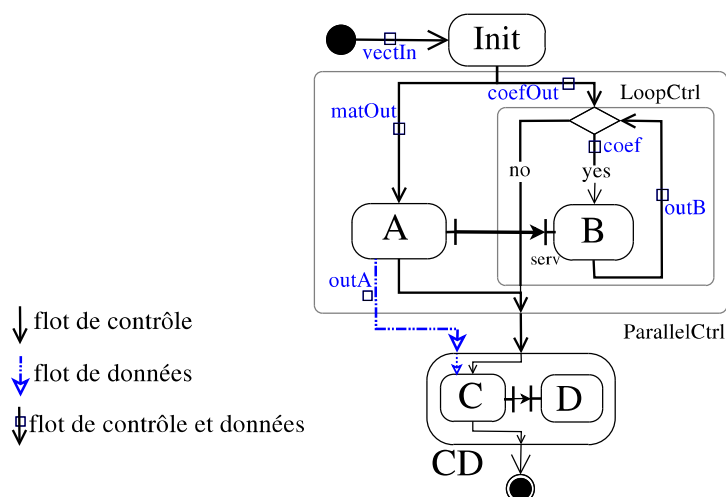 Init
vectIn
coefOut
LoopCtrl
matOut
coef
no
yes
A
B
outB
serv
outA
flot de contrôle
ParallelCtrl
flot de données
C
D
flot de contrôle et données
CD